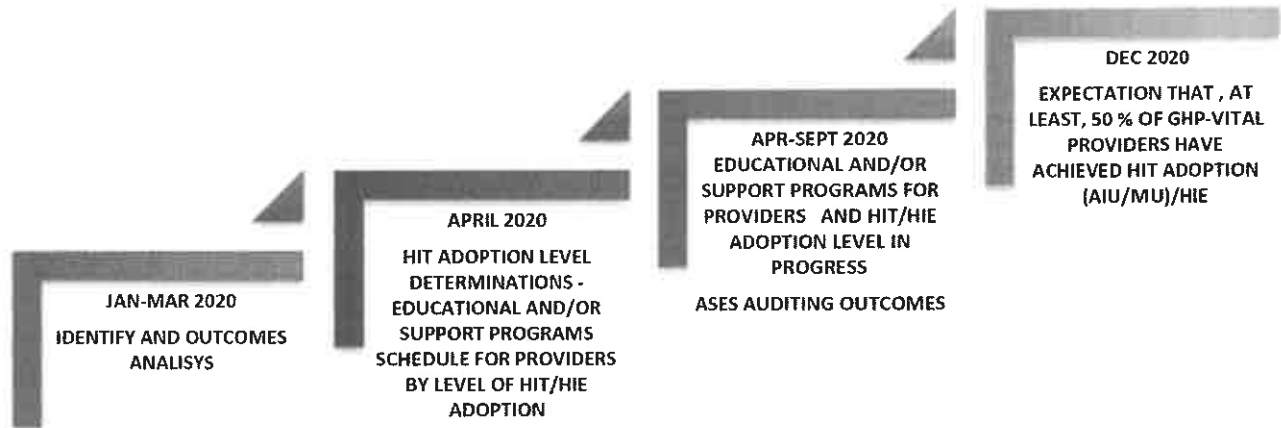 JAN-MAR 2020
IDENTIFY AND OUTCOMES
ANALISYS
APRIL 2020
HIT ADOPTION LEVEL
DETERMINATIONS -
EDUCATIONAL AND/OR
SUPPORT PROGRAMS
SCHEDULE FOR PROVIDERS
BY LEVEL OF HIT/HIE
ADOPTION
APR-SEPT 2020
EDUCATIONAL AND/OR
SUPPORT PROGRAMS FOR
PROVIDERS AND HIT/HIE
ADOPTION LEVEL IN
PROGRESS
ASES AUDITING OUTCOMES
DEC 2020
EXPECTATION THAT , AT
LEAST, 50 % OF GHP-VITAL
PROVIDERS HAVE
ACHIEVED HIT ADOPTION
(AIU/MU)/HIE